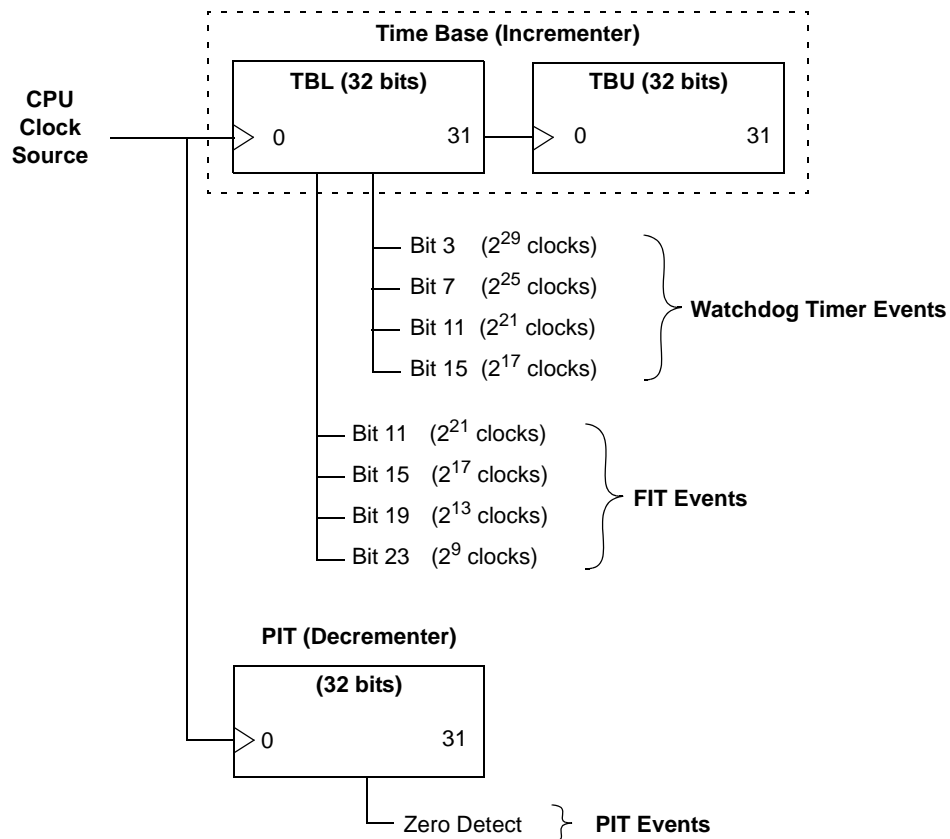 Time Base (Incrementer)
TBL (32 bits)
TBU (32 bits)
CPU
Clock
Source
0
31
0
31
Bit 3 (2^29 clocks)
Bit 7 (2^25 clocks)
Bit 11 (2^21 clocks)
Bit 15 (2^17 clocks)
Watchdog Timer Events
Bit 11 (2^21 clocks)
Bit 15 (2^17 clocks)
Bit 19 (2^13 clocks)
Bit 23 (2^9 clocks)
FIT Events
PIT (Decrementer)
(32 bits)
0
31
Zero Detect
PIT Events